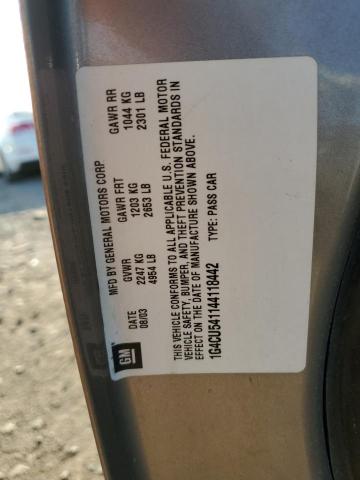 MFD BY GENERAL MOTORS CORP
DATE GVWR GAWR FRT GAWR RR
08/03 2247 KG 1203 KG 1044 KG
4954 LB 2653 LB 2301 LB
GM
THIS VEHICLE CONFORMS TO ALL APPLICABLE U.S. FEDERAL MOTOR
VEHICLE SAFETY, BUMPER, AND THEFT PREVENTION STANDARDS IN
EFFECT ON THE DATE OF MANUFACTURE SHOWN ABOVE.
1G4CU541144118442 TYPE: PASS CAR